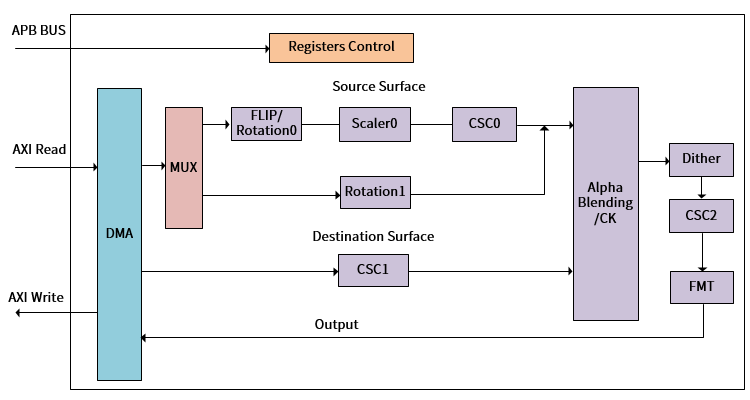 APB BUS
Registers Control
Source Surface
FLIP/
Rotation0
Scaler0
CSC0
AXI Read
MUX
Rotation1
Alpha
Blending
/CK
Dither
CSC2
DMA
Destination Surface
CSC1
FMT
AXI Write
Output